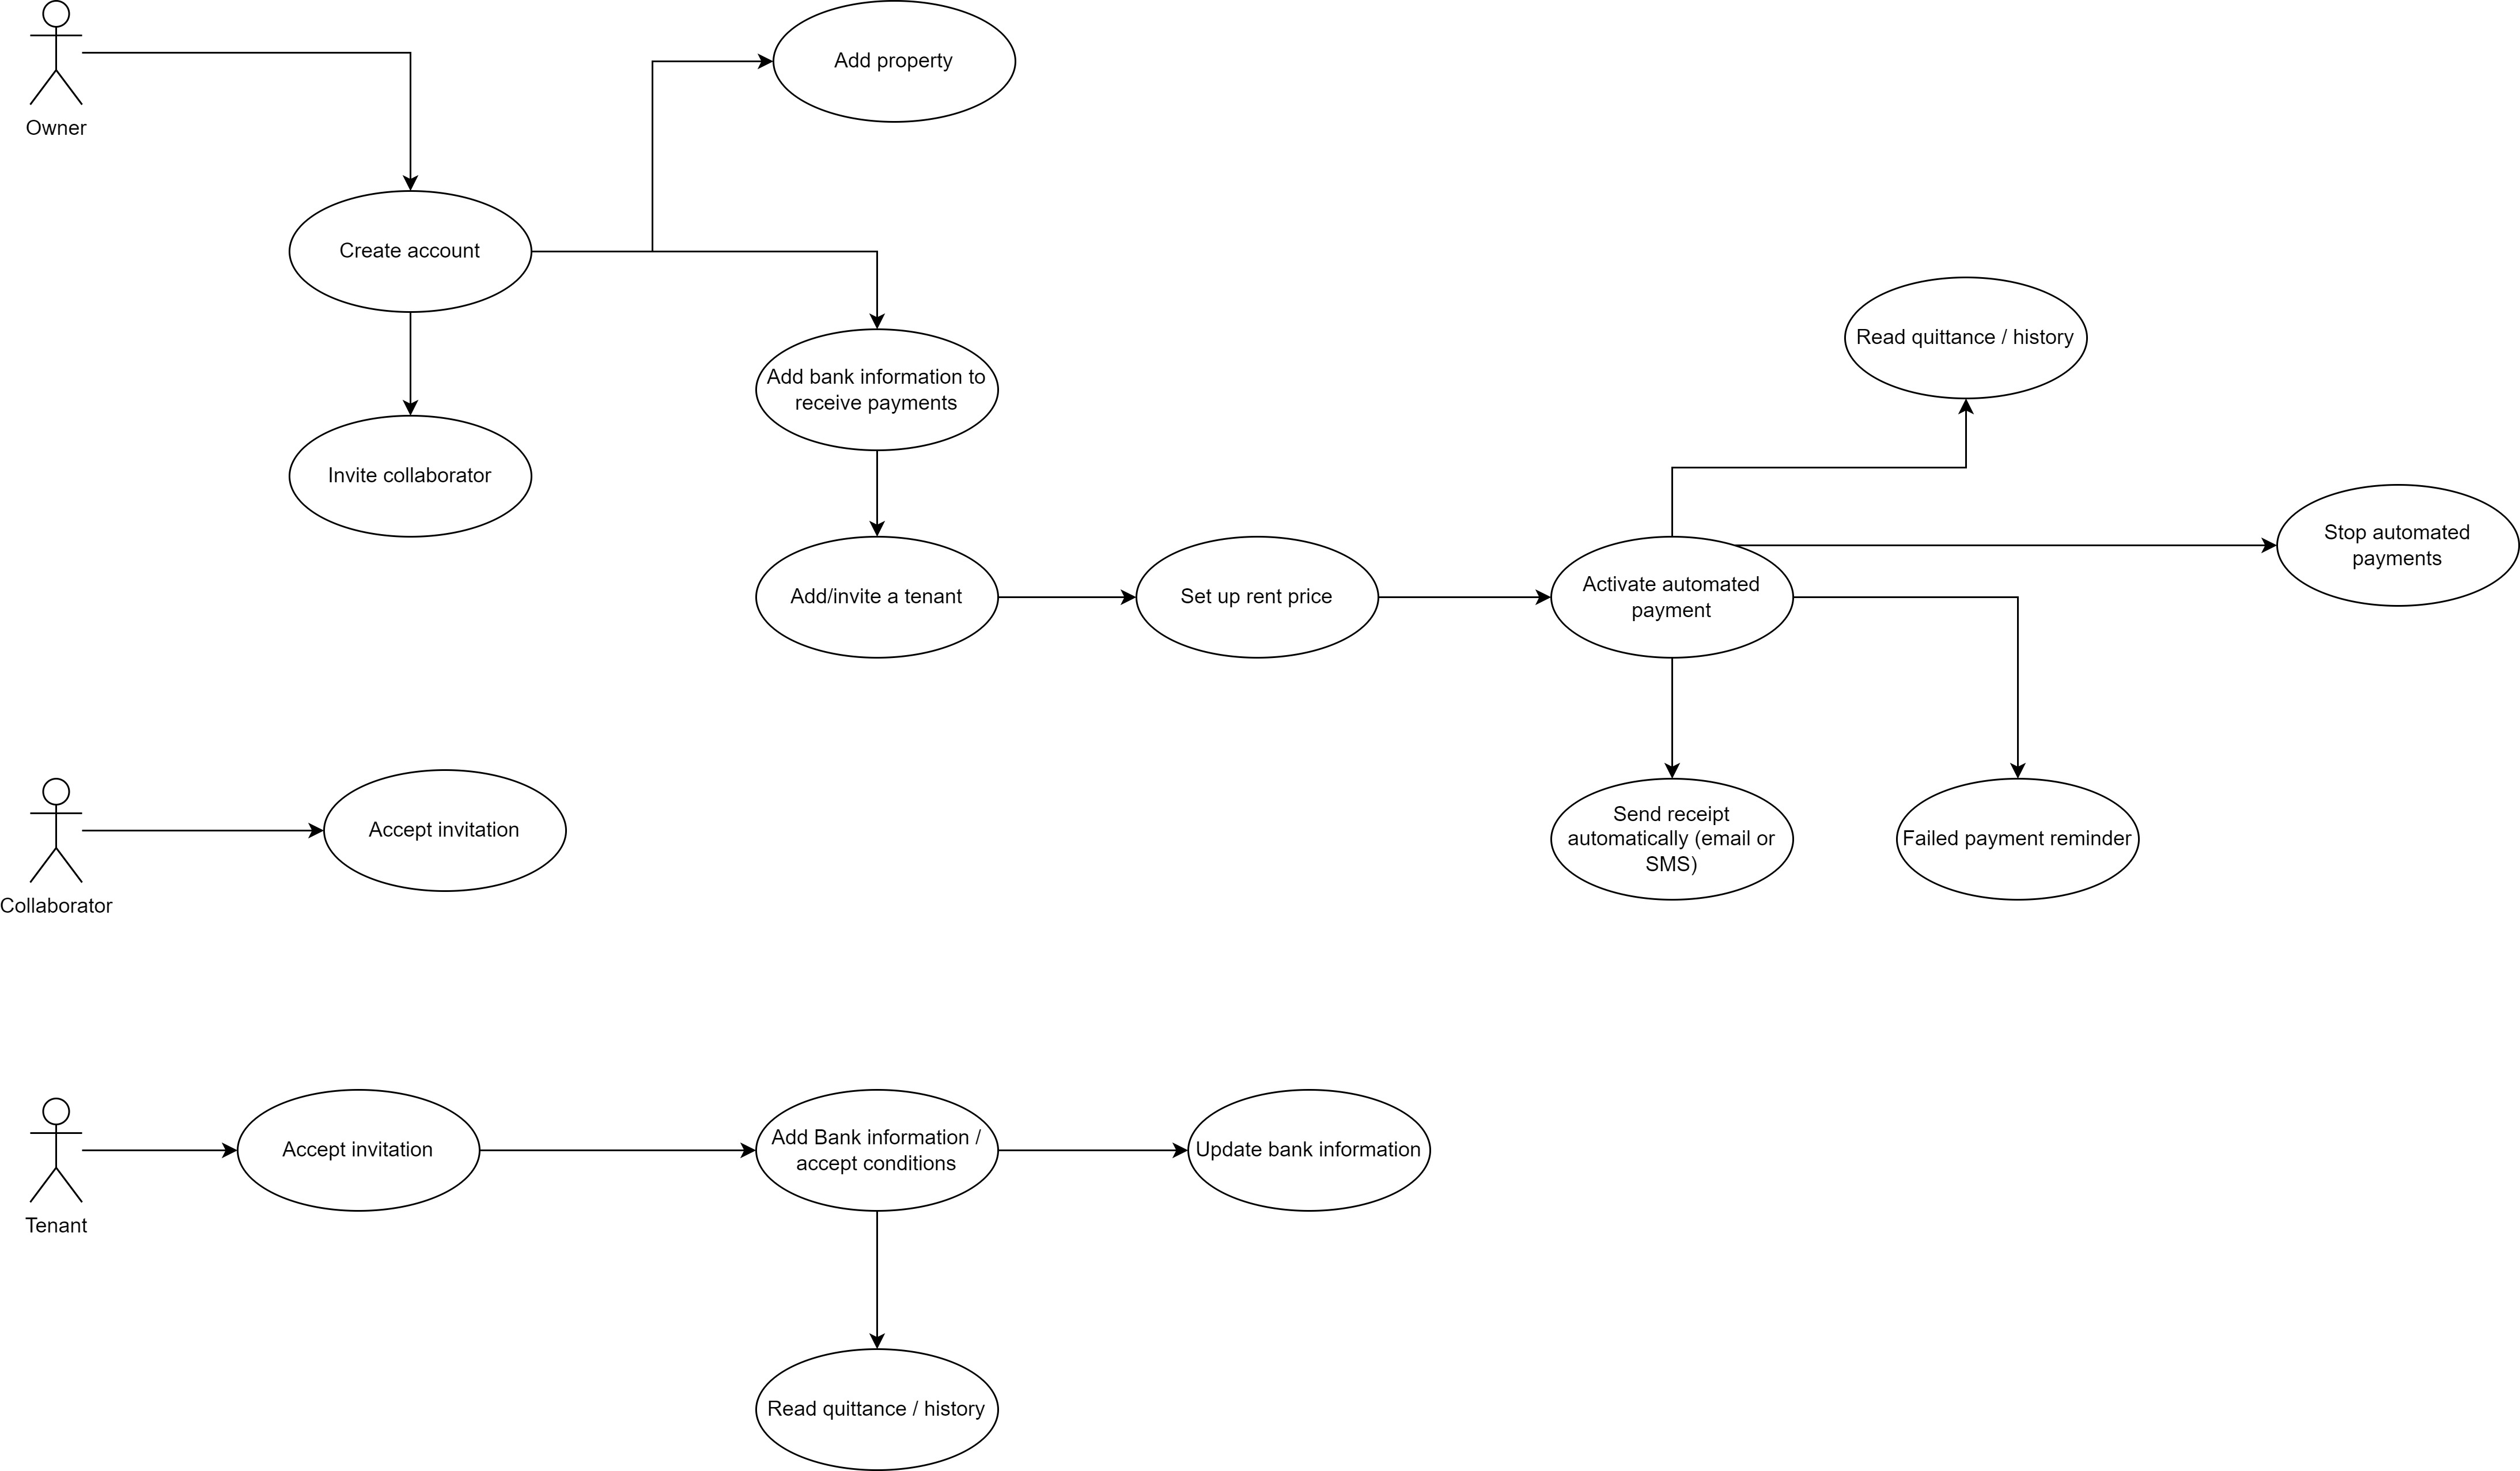 Owner
Add property
Create account
Read quittance / history
Add bank information to
receive payments
Invite collaborator
Stop automated
payments
Add/invite a tenant
Set up rent price
Activate automated
payment
Collaborator
Accept invitation
Send receipt
automatically (email or
SMS)
Failed payment reminder
Tenant
Accept invitation
Add Bank information /
accept conditions
Update bank information
Read quittance / history